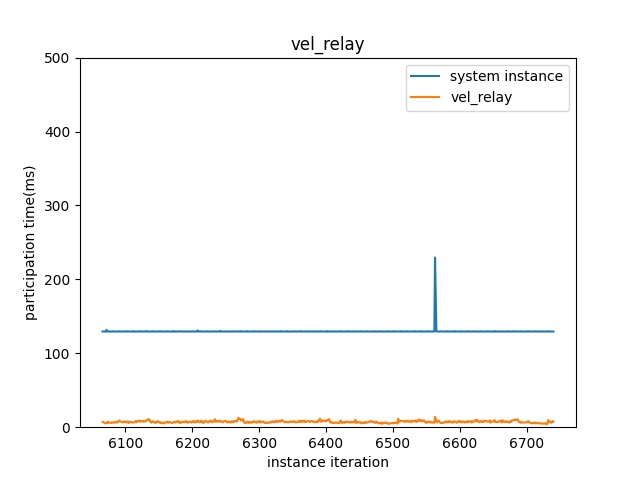 vel_relay
system instance
vel_relay
participation time(ms)
500
400
300
200
100
0
6100 6200 6300 6400 6500 6600 6700
instance iteration